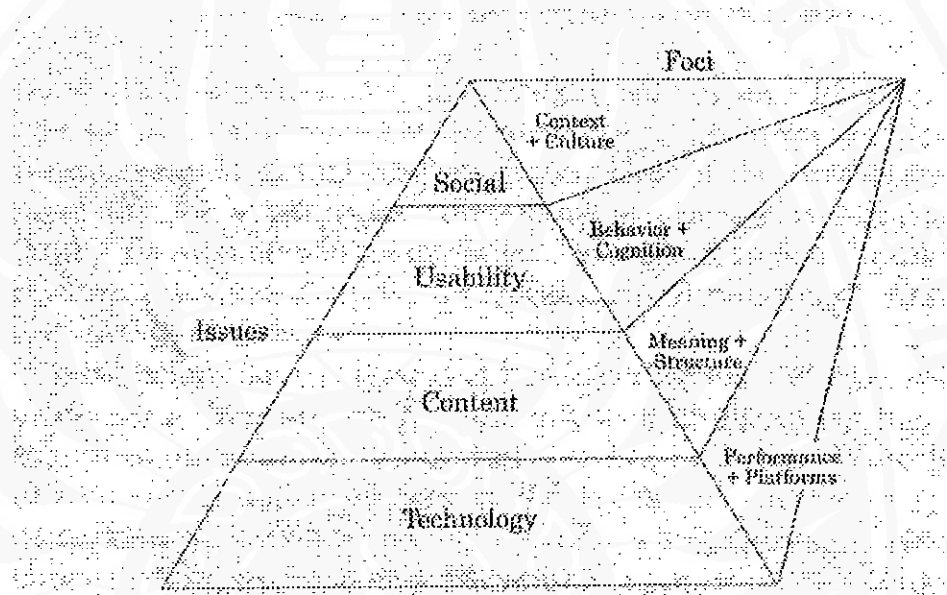 Foci
Context
+ Culture
Social
Behavior +
Cognition
Usability
Issues
Meaning +
Structure
Content
Performance
+ Platforms
Technology